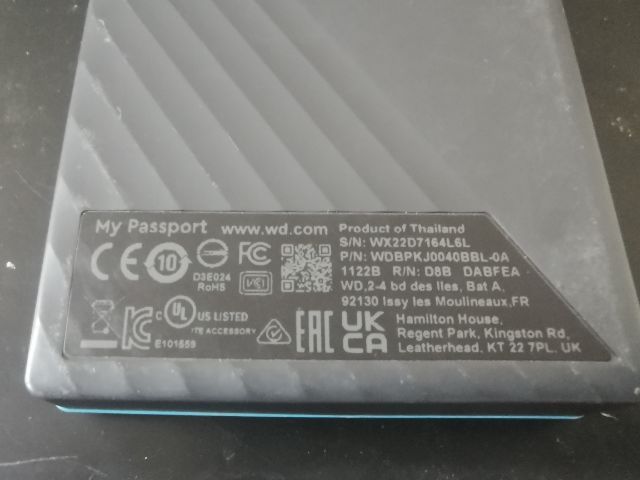 My Passport www.wd.com
Product of Thailand
S/N: WX22D7164L6L
P/N: WDBPKJ0040BBL-0A
1122B R/N: D8B DABFEA
WD,2-4 bd des Iles, Bat A,
92130 Issy les Moulineaux,FR
Hamilton House,
Regent Park, Kingston Rd,
Leatherhead, KT 22 7PL, UK
CE
10
FC
D3E024
RoHS
C UL US LISTED
ITE ACCESSORY
E101559
EAC
UK
CA